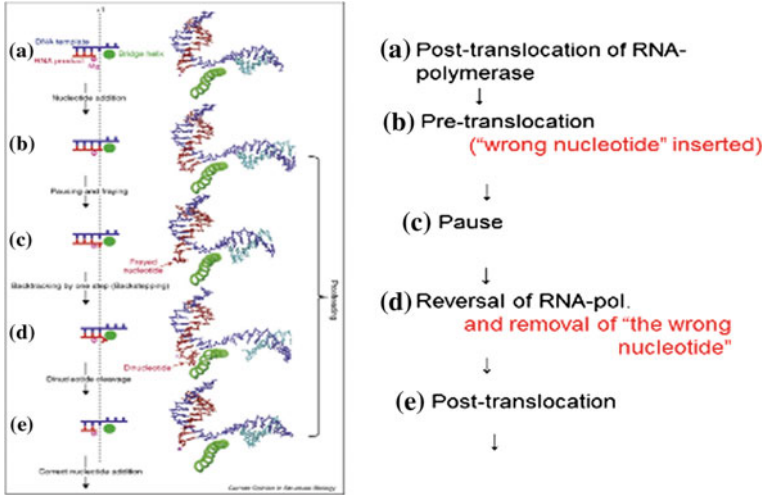 +1
(a)
DNA template
RNA product
Bridge helix
Mg
Nucleotide addition
(b)
Pausing and fraying
(c)
Frayed
nucleotide
Backtracking by one step (Backstepping)
(d)
Dinucleotide
Dinucleotide cleavage
(e)
Correct nucleotide addition
Proofreading
Current Opinion in Structural Biology
(a) Post-translocation of RNA-
polymerase
(b) Pre-translocation
("wrong nucleotide" inserted)
(c) Pause
(d) Reversal of RNA-pol.
and removal of "the wrong
nucleotide"
(e) Post-translocation